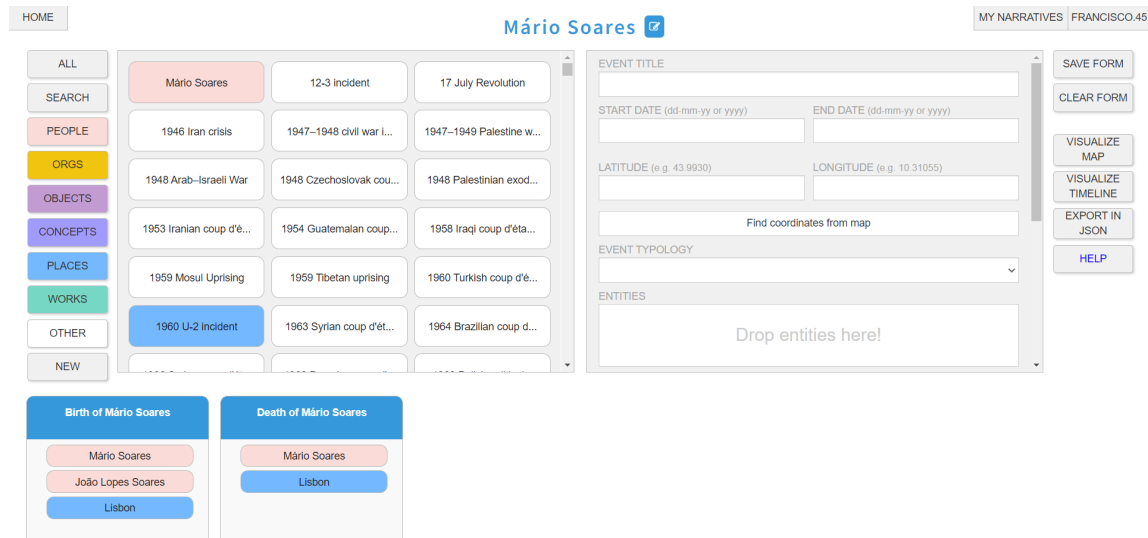 HOME
Mário Soares
MY NARRATIVES FRANCISCO.45
ALL
SEARCH
PEOPLE
ORGS
OBJECTS
CONCEPTS
PLACES
WORKS
OTHER
NEW
Mário Soares 12-3 incident 17 July Revolution
1946 Iran crisis 1947–1948 civil war i... 1947–1949 Palestine w...
1948 Arab–Israeli War 1948 Czechoslovak cou... 1948 Palestinian exod...
1953 Iranian coup d'é... 1954 Guatemalan coup... 1958 Iraqi coup d'éta...
1959 Mosul Uprising 1959 Tibetan uprising 1960 Turkish coup d'é...
1960 U-2 incident 1963 Syrian coup d'ét... 1964 Brazilian coup d...
EVENT TITLE
START DATE (dd-mm-yy or yyyy) END DATE (dd-mm-yy or yyyy)
LATITUDE (e.g. 43.9930) LONGITUDE (e.g. 10.31055)
Find coordinates from map
EVENT TYPOLOGY
ENTITIES
Drop entities here!
SAVE FORM
CLEAR FORM
VISUALIZE
MAP
VISUALIZE
TIMELINE
EXPORT IN
JSON
HELP
Birth of Mário Soares
Mário Soares
João Lopes Soares
Lisbon
Death of Mário Soares
Mário Soares
Lisbon